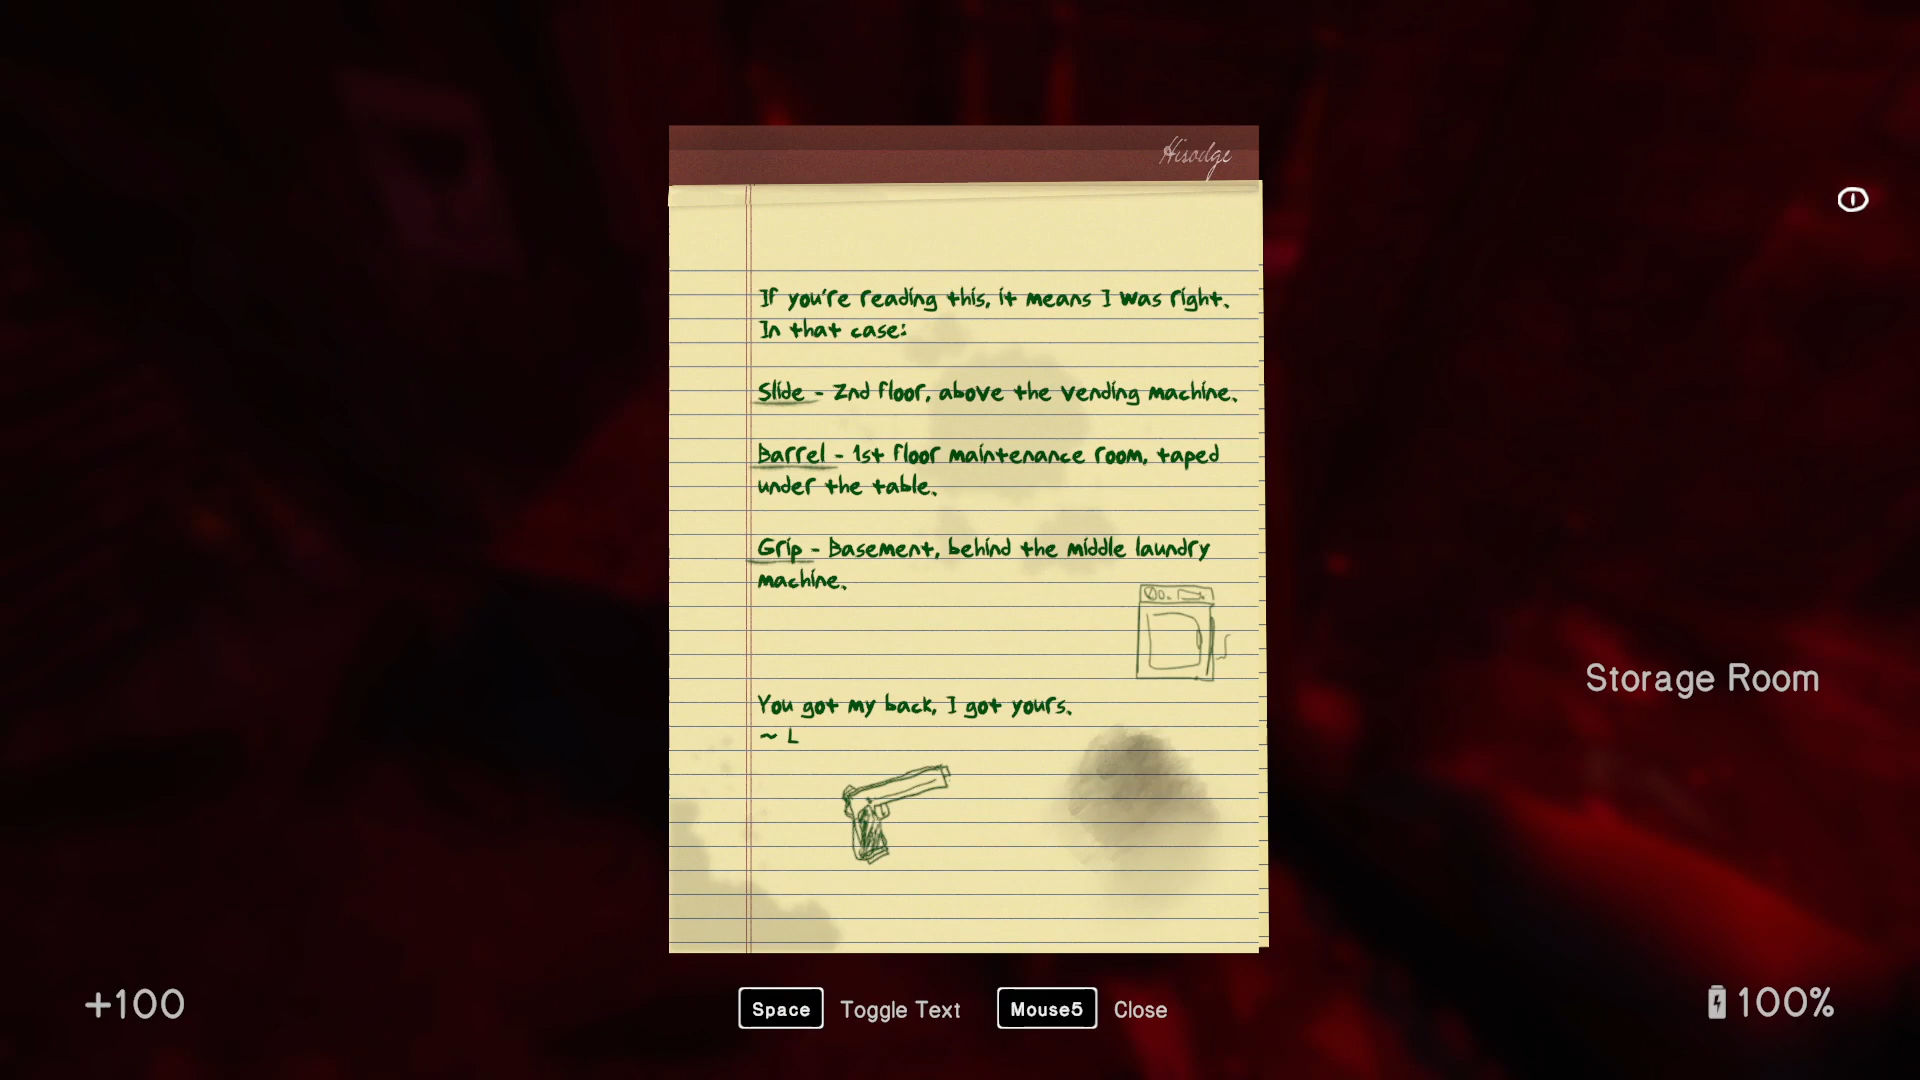 Hisodge
If you're reading this, it means I was right.
In that case:
Slide - 2nd floor, above the vending machine.
Barrel - 1st floor maintenance room, taped
under the table.
Grip - Basement, behind the middle laundry
machine.
You got my back, I got yours.
~ L
Storage Room
+100
Space Toggle Text Mouse5 Close
100%